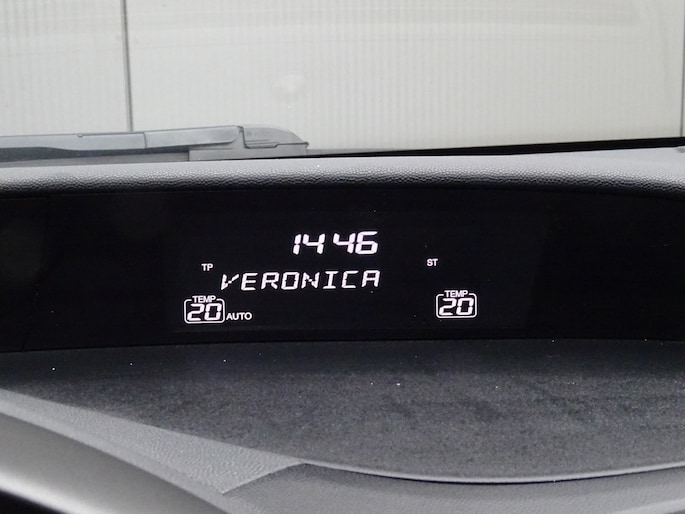 14 46
TP ST
VERONICA
TEMP TEMP
20 AUTO 20